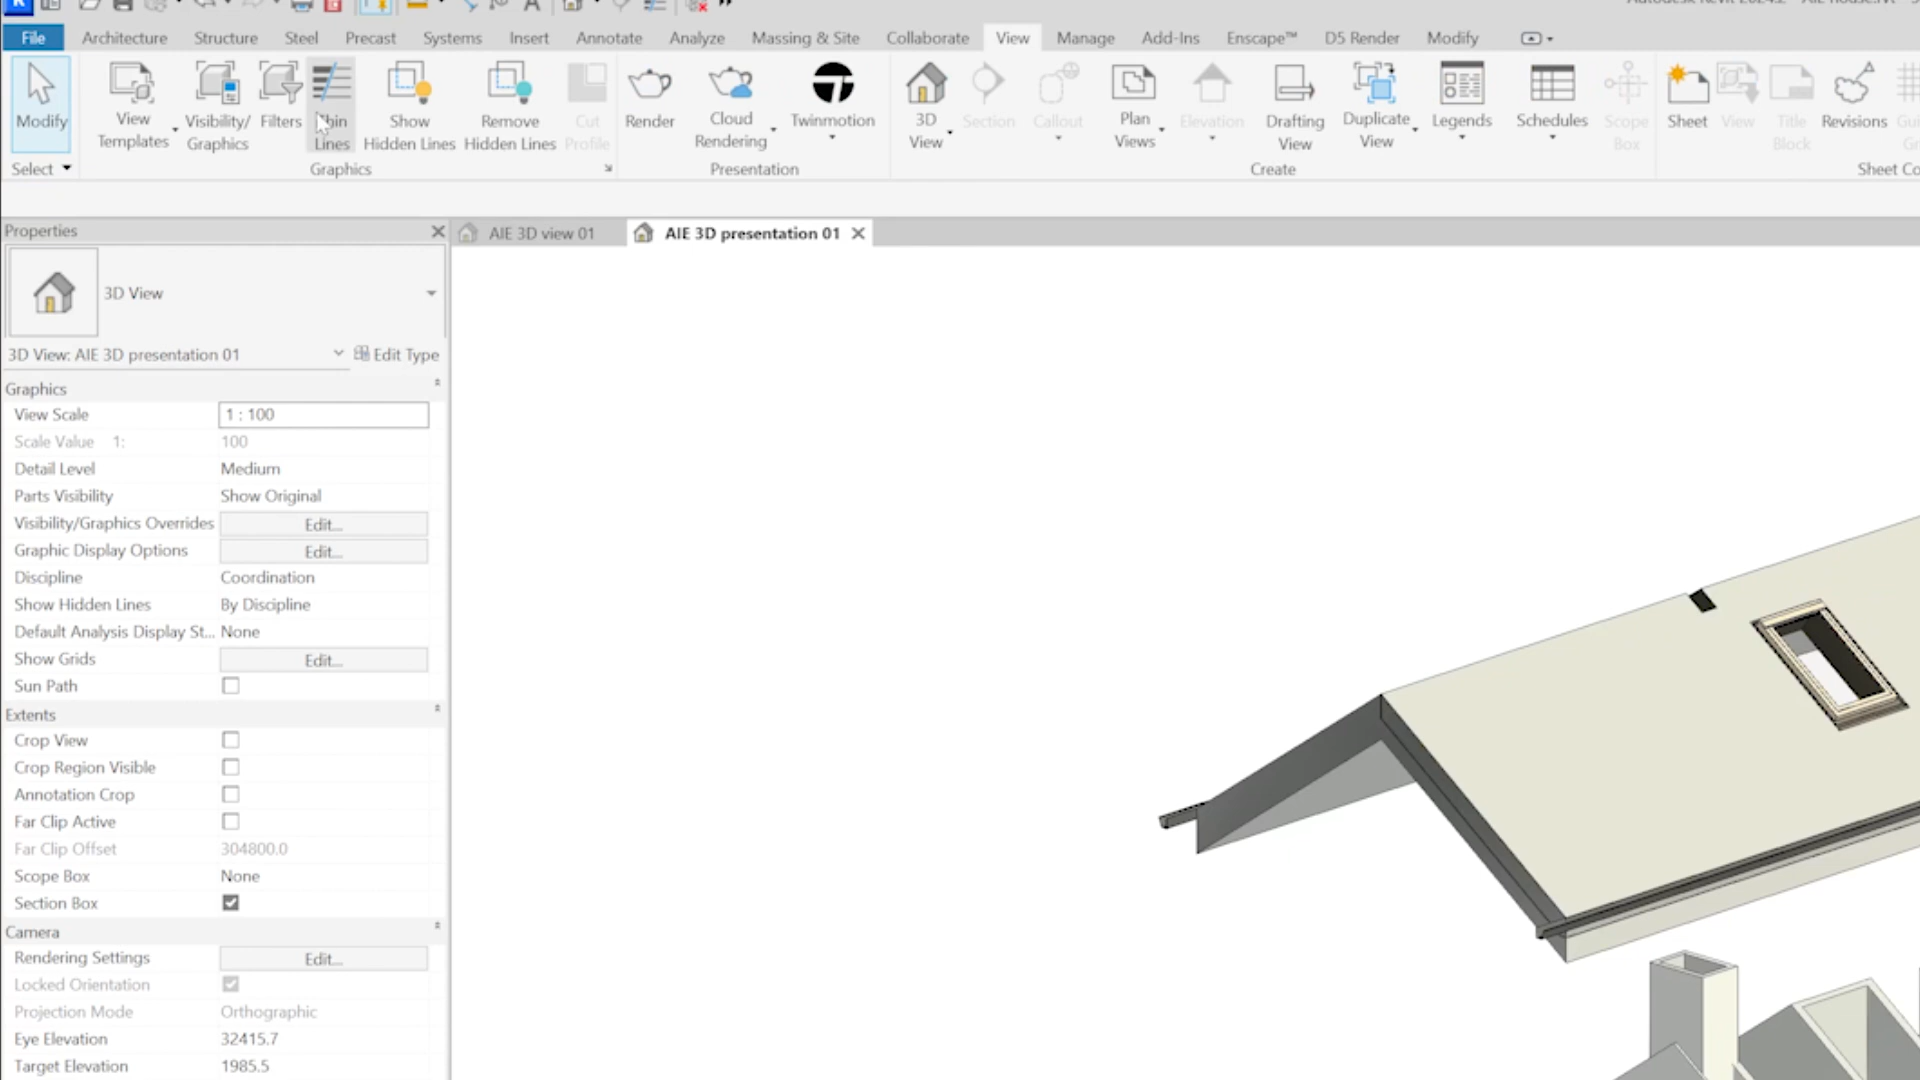 File Architecture Structure Steel Precast Systems Insert Annotate Analyze Massing & Site Collaborate View Manage Add-Ins Enscape™ D5 Render Modify
Modify
View
Templates
Visibility/
Graphics
Filters
Thin
Lines
Show
Hidden Lines
Remove
Hidden Lines
Cut
Profile
Render
Cloud
Rendering
Twinmotion
3D
View
Section
Callout
Plan
Views
Elevation
Drafting
View
Duplicate
View
Legends
Schedules
Scope
Box
Sheet
View
Title
Block
Revisions
Select
Graphics
Presentation
Create
Sheet Co
Properties
AIE 3D view 01
AIE 3D presentation 01
3D View
3D View: AIE 3D presentation 01
Edit Type
Graphics
View Scale 1 : 100
Scale Value 1: 100
Detail Level Medium
Parts Visibility Show Original
Visibility/Graphics Overrides Edit...
Graphic Display Options Edit...
Discipline Coordination
Show Hidden Lines By Discipline
Default Analysis Display St... None
Show Grids Edit...
Sun Path
Extents
Crop View
Crop Region Visible
Annotation Crop
Far Clip Active
Far Clip Offset 304800.0
Scope Box None
Section Box
Camera
Rendering Settings Edit...
Locked Orientation
Projection Mode Orthographic
Eye Elevation 32415.7
Target Elevation 1985.5